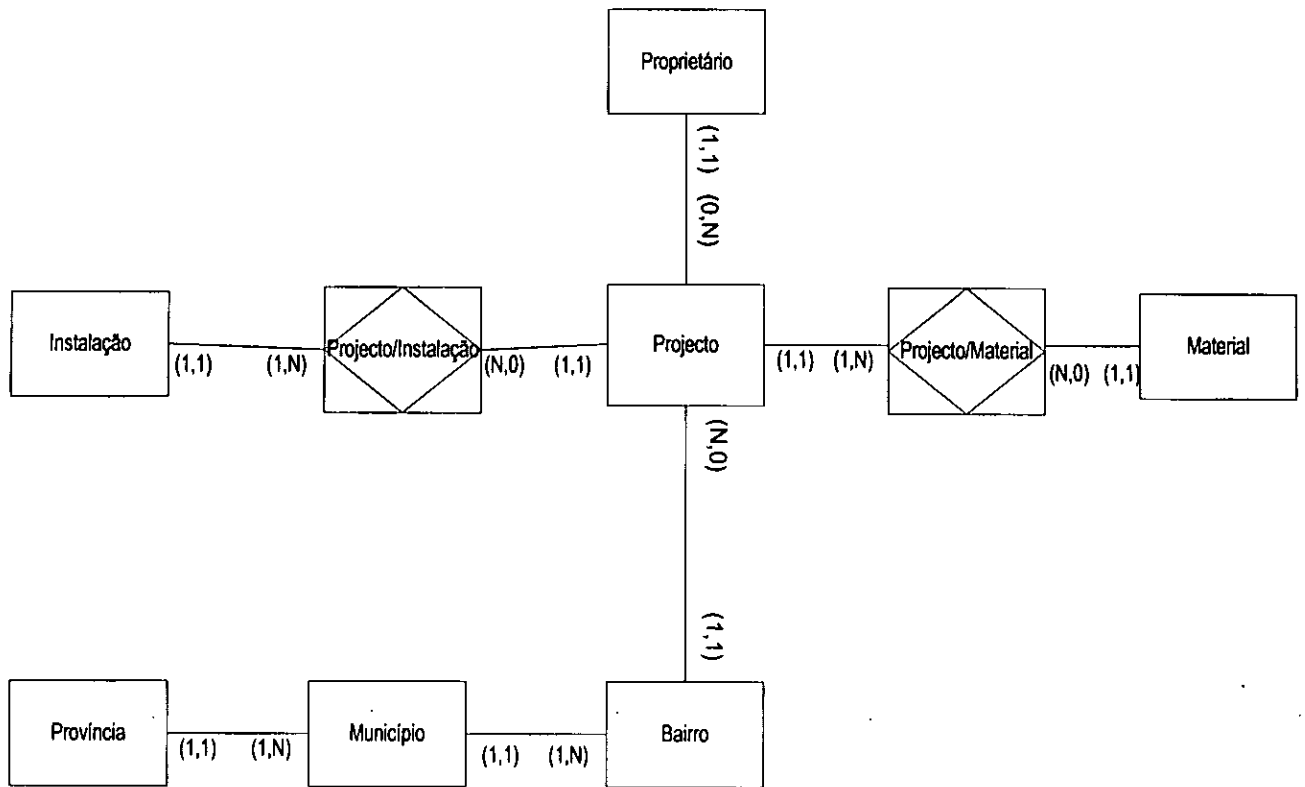 Proprietário
(1,1) (0,N)
Instalação
(1,1)
(1,N)
Projecto/Instalação
(N,0)
(1,1)
Projecto
(1,1)
(1,N)
Projecto/Material
(N,0)
(1,1)
Material
(N,0)
(1,1)
Província
(1,1)
(1,N)
Município
(1,1)
(1,N)
Bairro